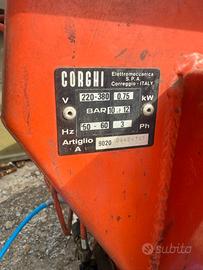 CORGHI
Elettromeccanica
S.P.A
Correggio - ITALY
V 220-380 0.75 kW
BAR 10 ÷ 12
Hz 50 - 60 3 Ph
Artiglio
A 9020
subito